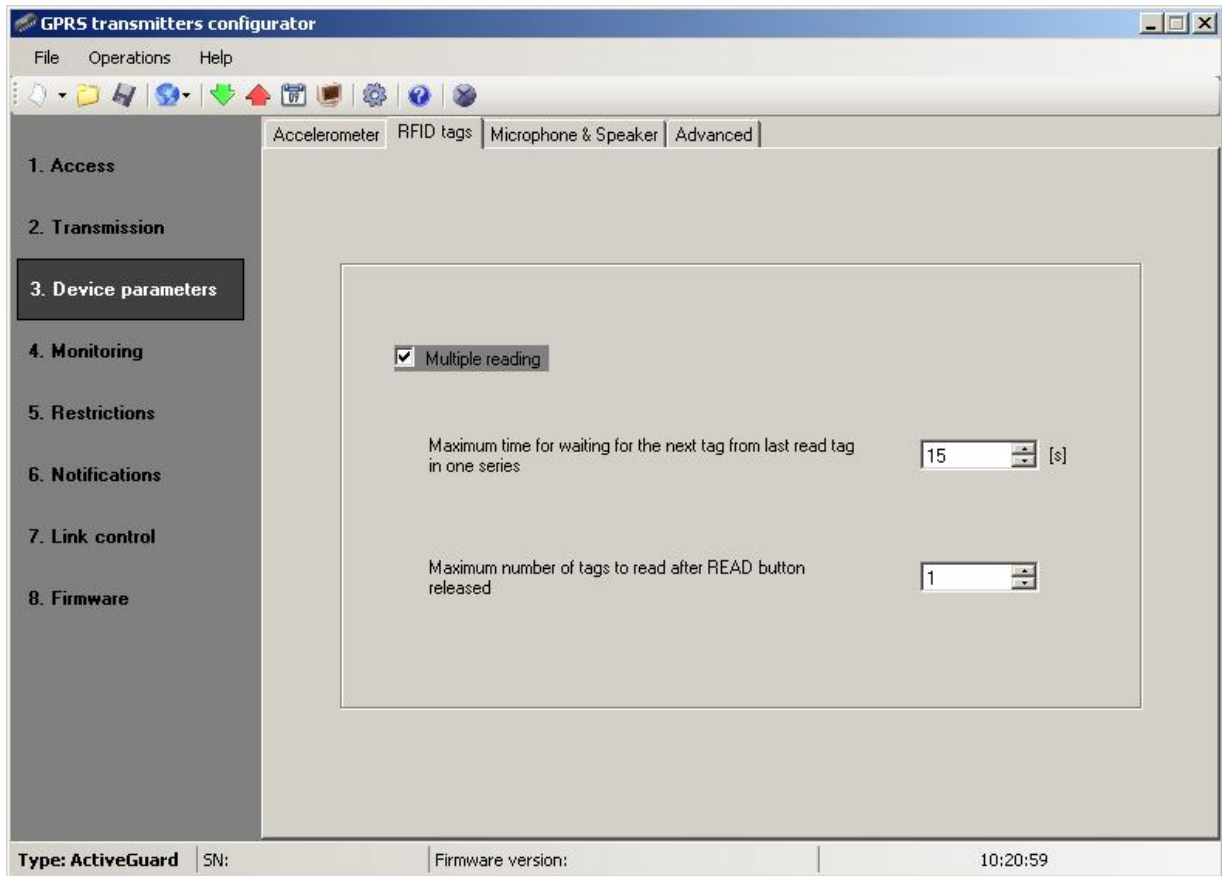 GPRS transmitters configurator
File Operations Help
Accelerometer RFID tags Microphone & Speaker Advanced
1. Access
2. Transmission
3. Device parameters
4. Monitoring
5. Restrictions
6. Notifications
7. Link control
8. Firmware
Multiple reading
Maximum time for waiting for the next tag from last read tag
in one series
15 [s]
Maximum number of tags to read after READ button
released
1
Type: ActiveGuard SN: Firmware version: 10:20:59